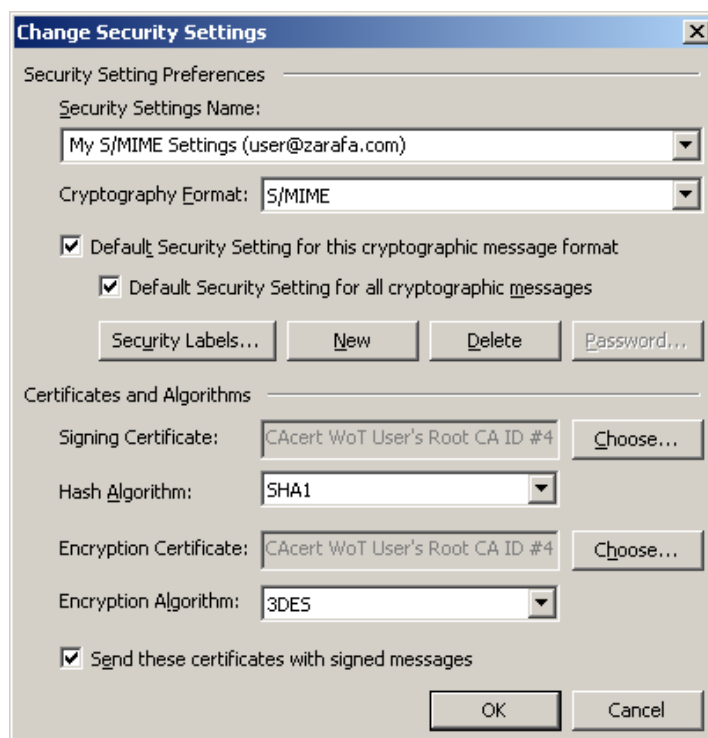 Change Security Settings
Security Setting Preferences
Security Settings Name:
My S/MIME Settings (user@zarafa.com)
Cryptography Format: S/MIME
Default Security Setting for this cryptographic message format
Default Security Setting for all cryptographic messages
Security Labels... New Delete Password...
Certificates and Algorithms
Signing Certificate: CAcert WoT User's Root CA ID #4 Choose...
Hash Algorithm: SHA1
Encryption Certificate: CAcert WoT User's Root CA ID #4 Choose...
Encryption Algorithm: 3DES
Send these certificates with signed messages
OK Cancel